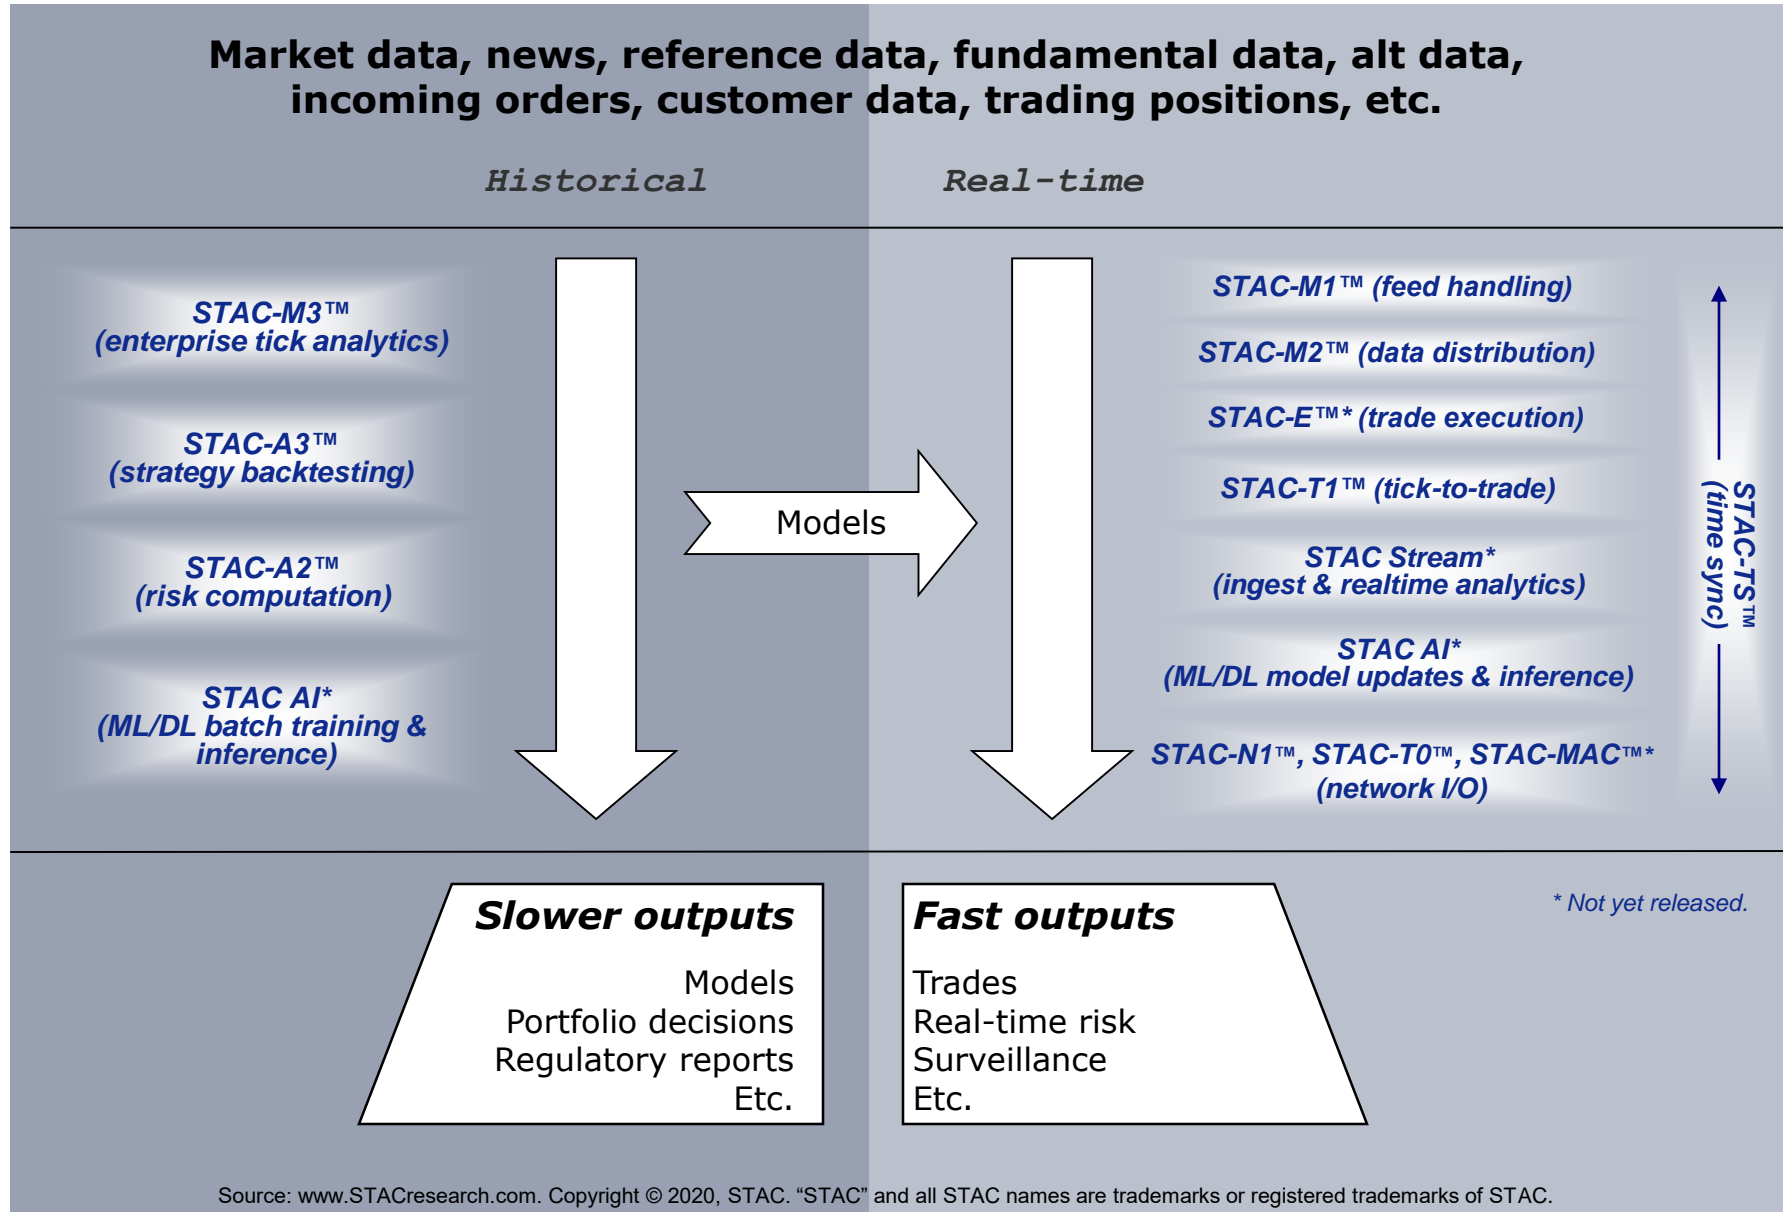 Market data, news, reference data, fundamental data, alt data,
incoming orders, customer data, trading positions, etc.
Historical
Real-time
STAC-M3™
(enterprise tick analytics)
STAC-A3™
(strategy backtesting)
STAC-A2™
(risk computation)
STAC AI*
(ML/DL batch training &
inference)
Models
STAC-M1™ (feed handling)
STAC-M2™ (data distribution)
STAC-E™* (trade execution)
STAC-T1™ (tick-to-trade)
STAC Stream*
(ingest & realtime analytics)
STAC AI*
(ML/DL model updates & inference)
STAC-N1™, STAC-T0™, STAC-MAC™*
(network I/O)
STAC-TS™
(time sync)
Slower outputs
Models
Portfolio decisions
Regulatory reports
Etc.
Fast outputs
Trades
Real-time risk
Surveillance
Etc.
* Not yet released.
Source: www.STACresearch.com. Copyright © 2020, STAC. “STAC” and all STAC names are trademarks or registered trademarks of STAC.